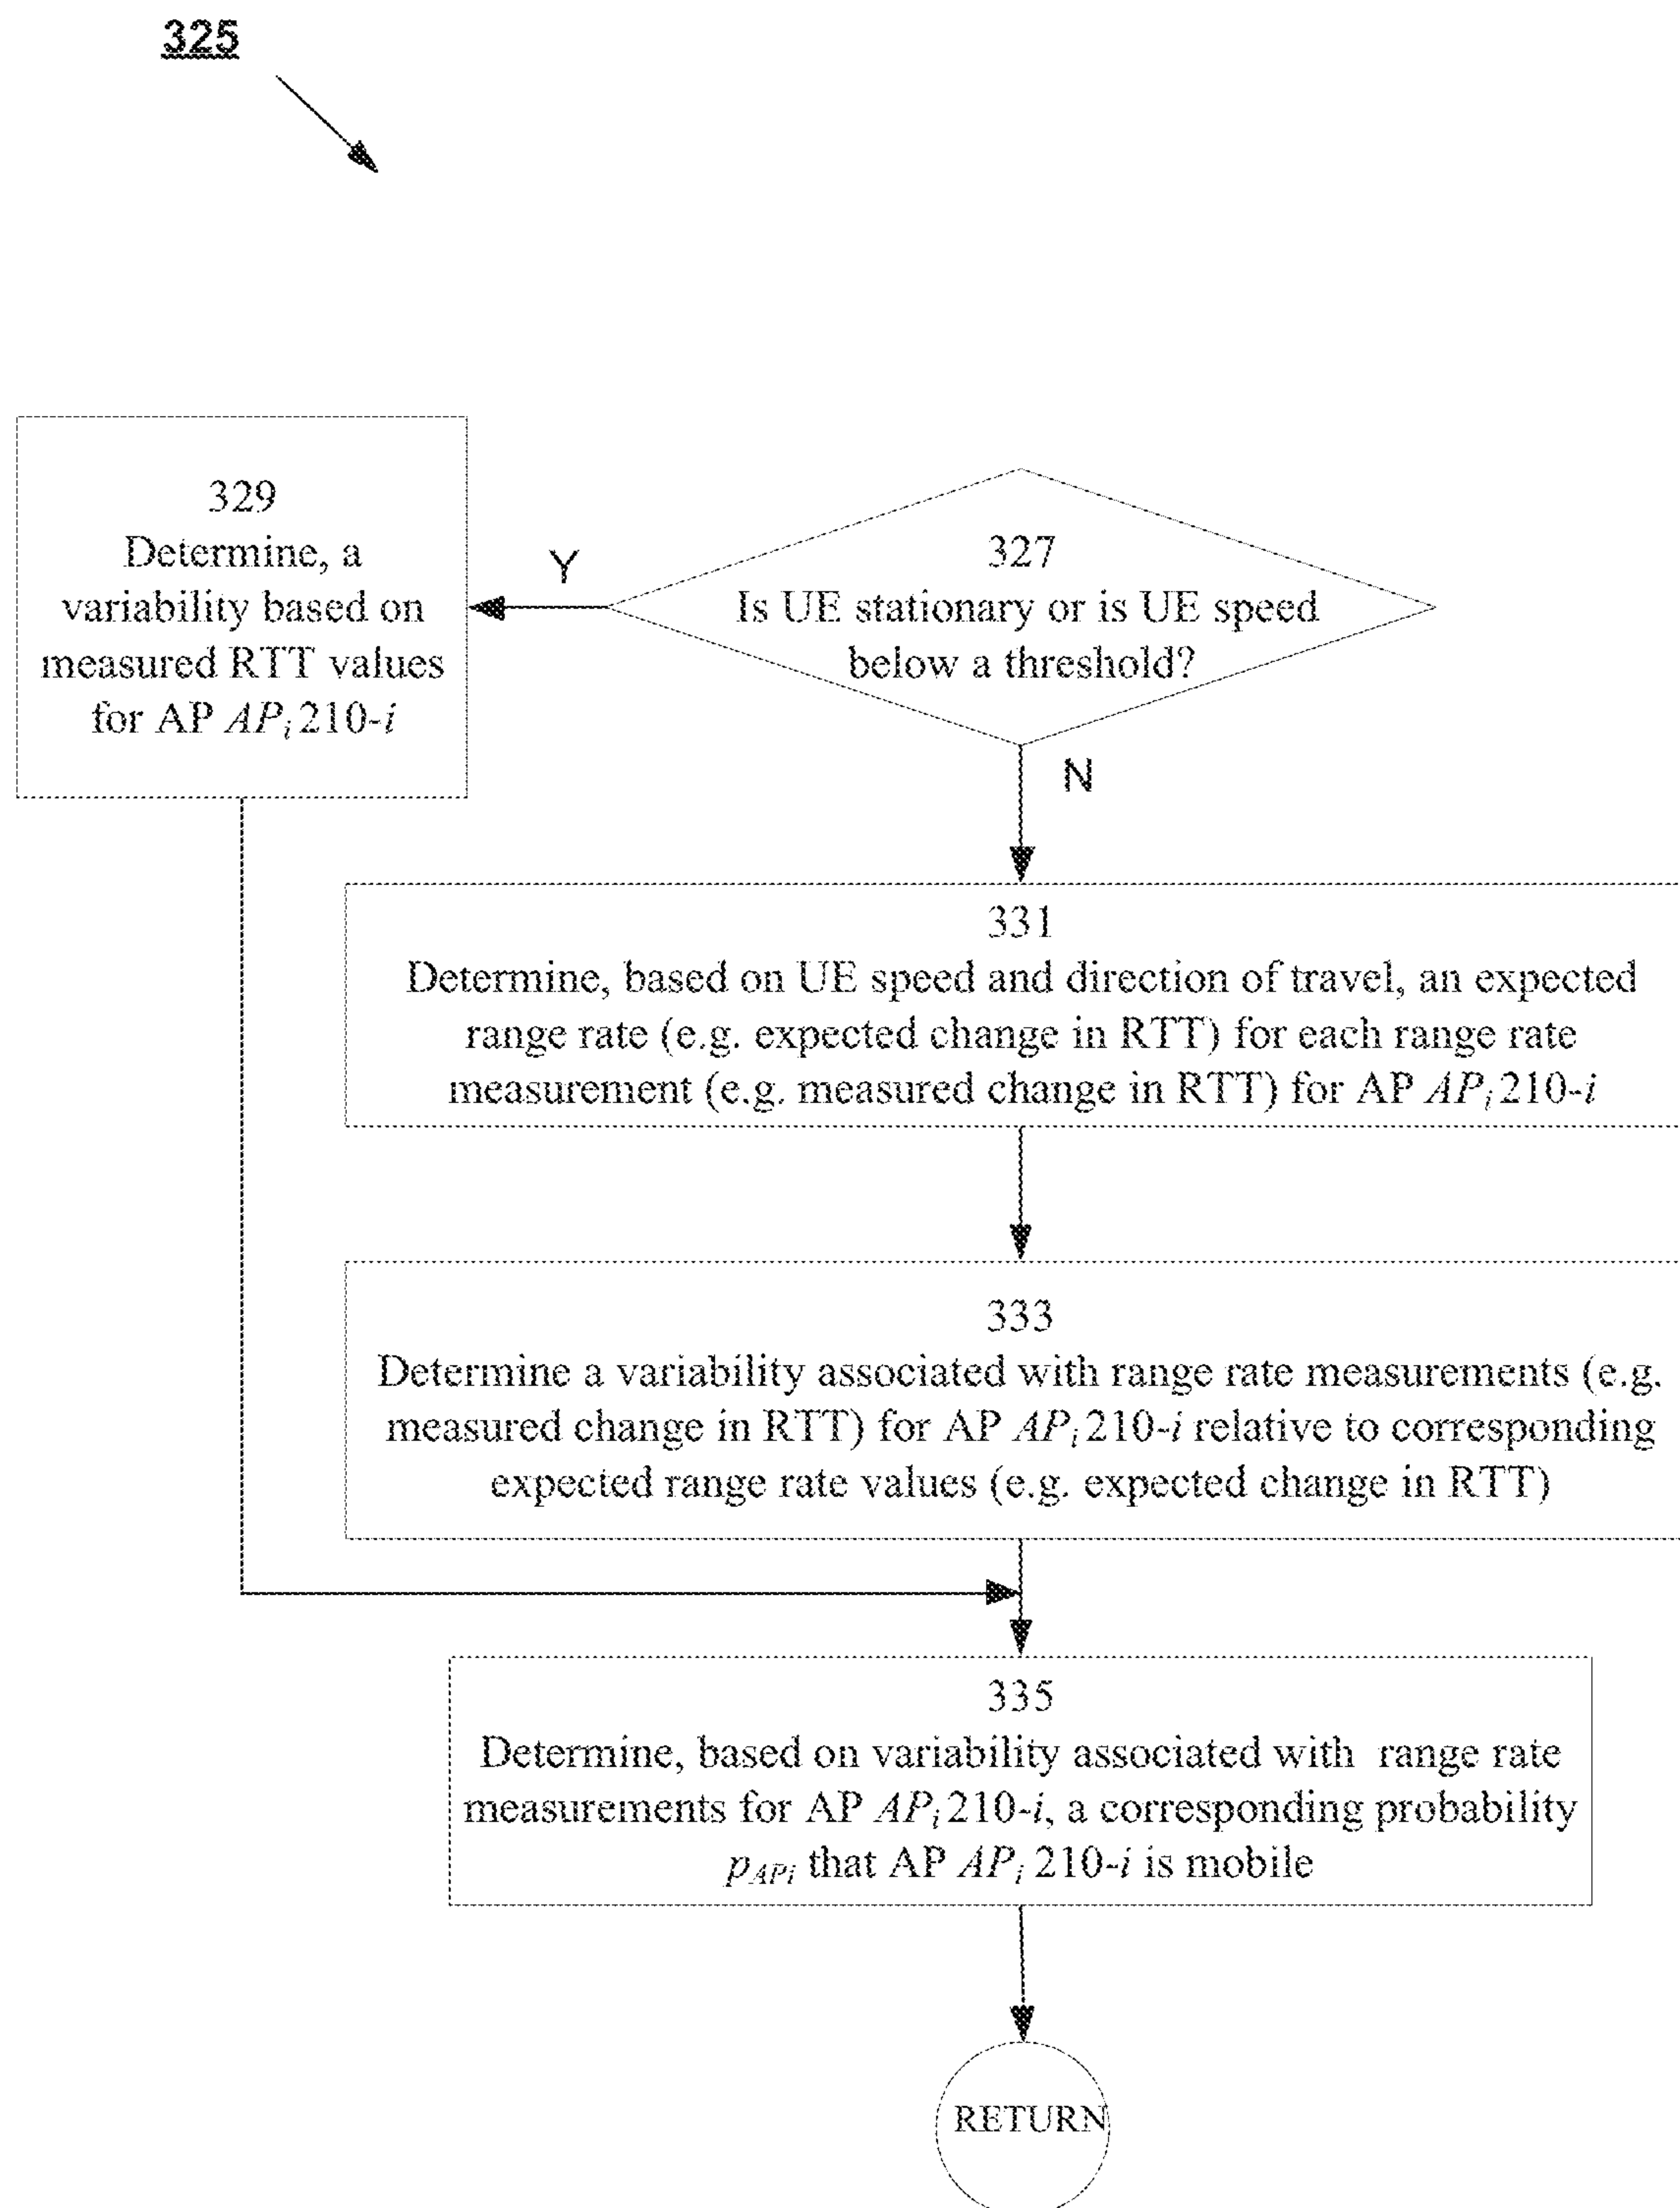 325
329
Determine, a
variability based on
measured RTT values
for AP APi 210-i
Y
327
Is UE stationary or is UE speed
below a threshold?
N
331
Determine, based on UE speed and direction of travel, an expected
range rate (e.g. expected change in RTT) for each range rate
measurement (e.g. measured change in RTT) for AP APi 210-i
333
Determine a variability associated with range rate measurements (e.g.
measured change in RTT) for AP APi 210-i relative to corresponding
expected range rate values (e.g. expected change in RTT)
335
Determine, based on variability associated with range rate
measurements for AP APi 210-i, a corresponding probability
pAPi that AP APi 210-i is mobile
RETURN